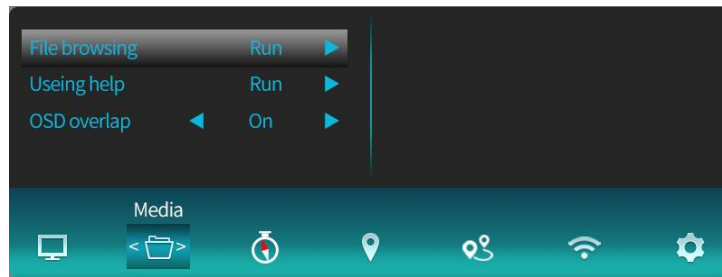 File browsing Run
Useing help Run
OSD overlap On
Media